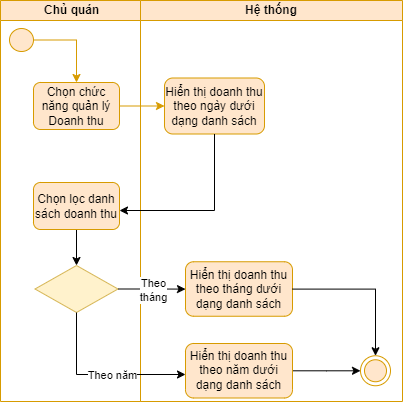 Chủ quán
Hệ thống
Chọn chức
năng quản lý
Doanh thu
Hiển thị doanh thu
theo ngày dưới
dạng danh sách
Chọn lọc danh
sách doanh thu
Theo
tháng
Hiển thị doanh thu
theo tháng dưới
dạng danh sách
Theo năm
Hiển thị doanh thu
theo năm dưới
dạng danh sách